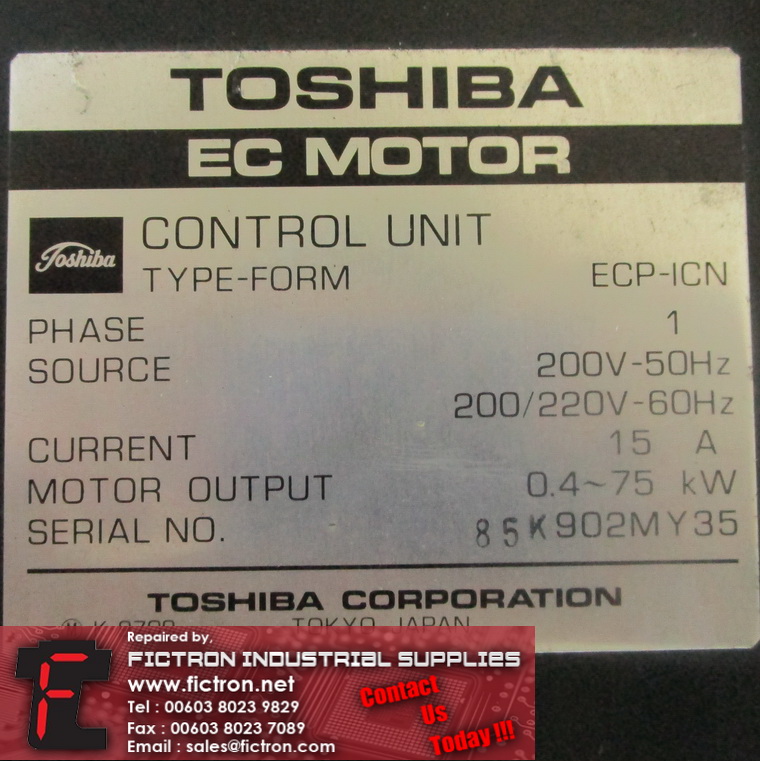 TOSHIBA
EC MOTOR
Toshiba
CONTROL UNIT
TYPE-FORM ECP-ICN
PHASE 1
SOURCE 200V-50Hz
200/220V-60Hz
CURRENT 15 A
MOTOR OUTPUT 0.4~75 kW
SERIAL NO. 85K902MY35
TOSHIBA CORPORATION
TOKYO JAPAN
Repaired by,
FICTRON INDUSTRIAL SUPPLIES
www.fictron.net
Tel : 00603 8023 9829
Fax : 00603 8023 7089
Email : sales@fictron.com
Contact
Us
Today !!!